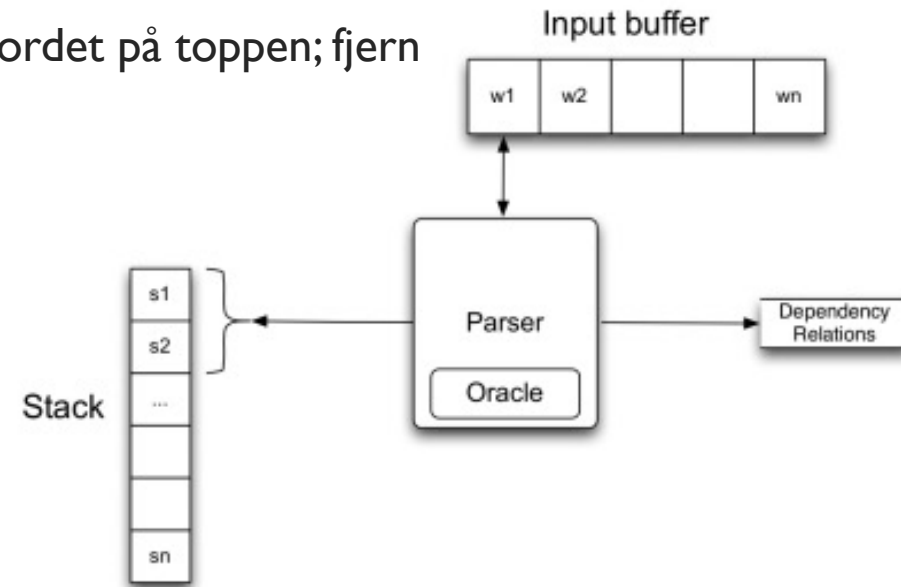 ordet på toppen; fjern
Input buffer
w1 w2 wn
s1
s2
...
sn
Stack
Parser
Oracle
Dependency
Relations